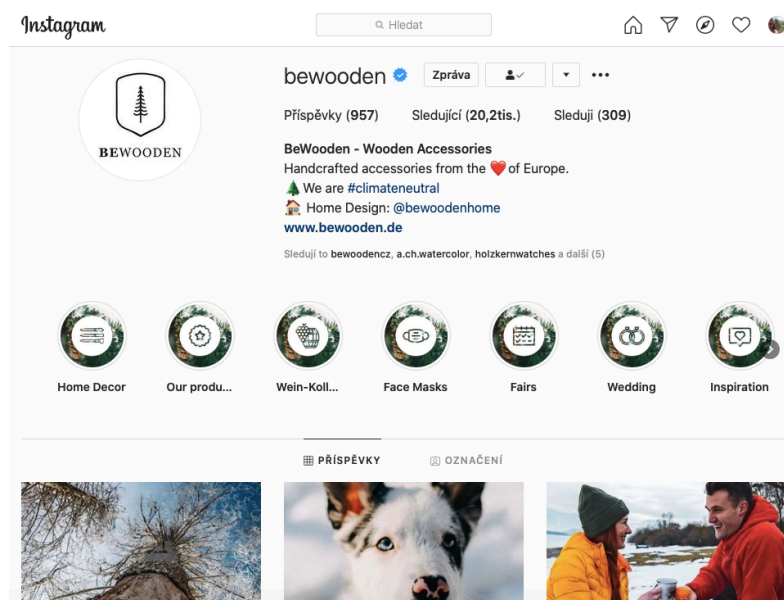 Instagram
Hledat
bewooden Zpráva
BEWOODEN
Příspěvky (957) Sledující (20,2tis.) Sleduji (309)
BeWooden - Wooden Accessories
Handcrafted accessories from the ❤️ of Europe.
🌲We are #climateneutral
🏠 Home Design: @bewoodenhome
www.bewooden.de
Sledují to bewoodencz, a.ch.watercolor, holzkernwatches a další (5)
Home Decor Our produ... Wein-Koll... Face Masks Fairs Wedding Inspiration
PŘÍSPĚVKY OZNAČENÍ